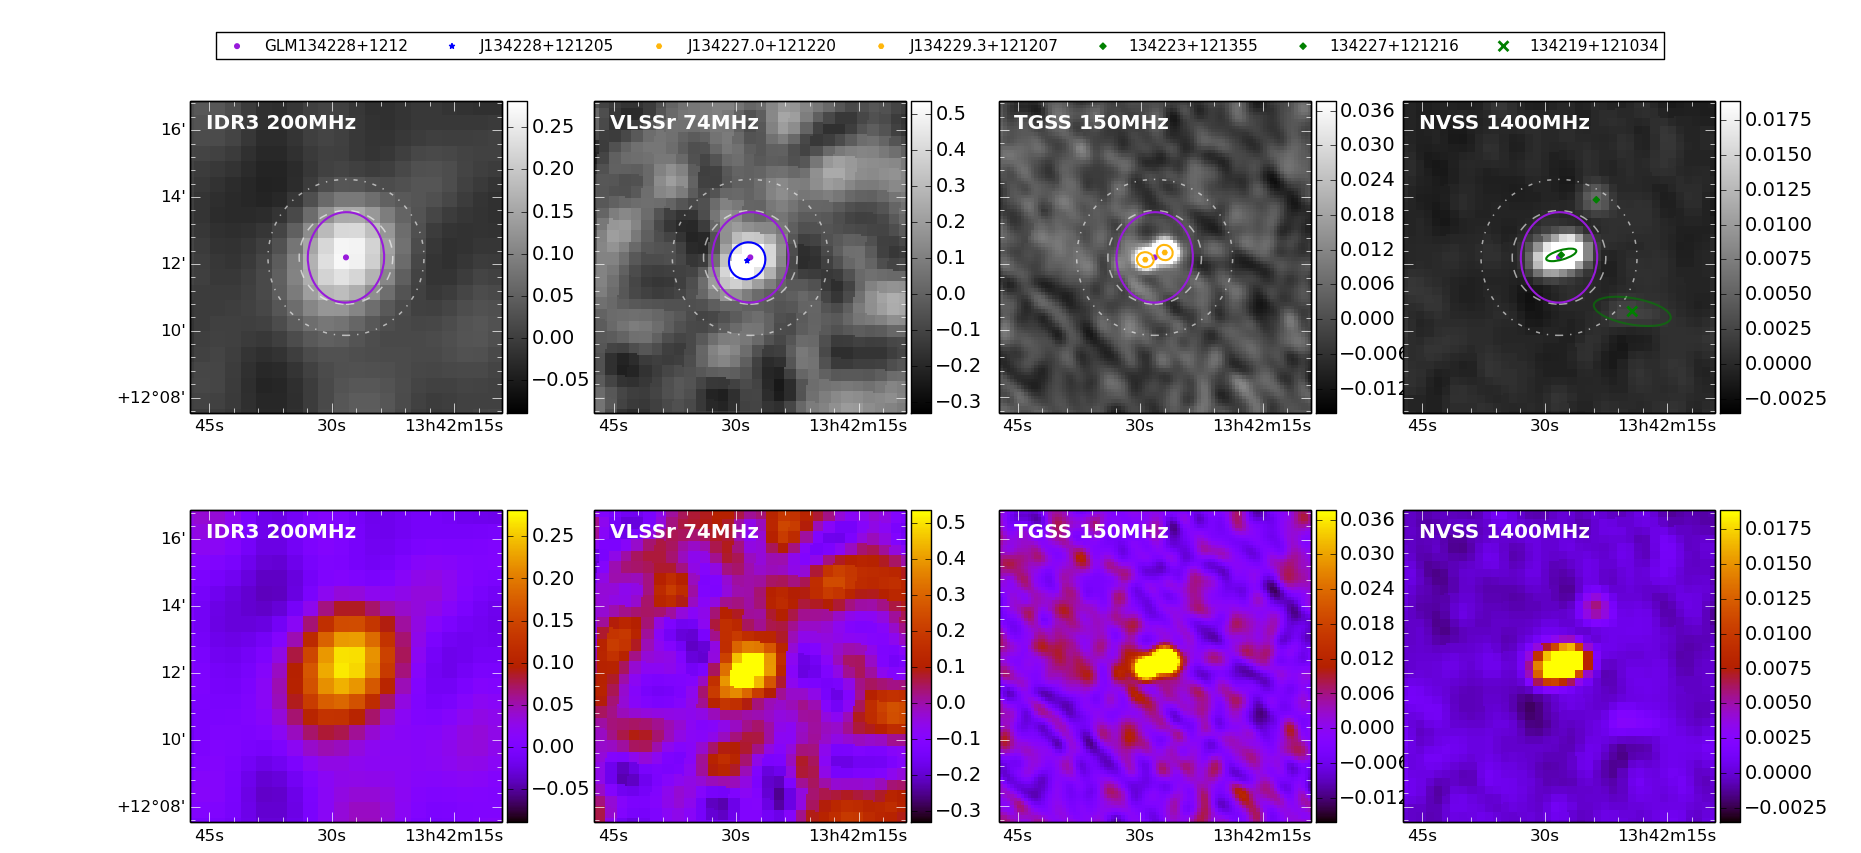 GLM134228+1212 J134228+121205 J134227.0+121220 J134229.3+121207 134223+121355 134227+121216 134219+121034
IDR3 200MHz VLSSr 74MHz TGSS 150MHz NVSS 1400MHz
16' 14' 12' 10' +12°08'
0.25 0.20 0.15 0.10 0.05 0.00 −0.05
0.5 0.4 0.3 0.2 0.1 0.0 −0.1 −0.2 −0.3
0.036 0.030 0.024 0.018 0.012 0.006 0.000 −0.006 −0.012
0.0175 0.0150 0.0125 0.0100 0.0075 0.0050 0.0025 0.0000 −0.0025
45s 30s 13h42m15s 45s 30s 13h42m15s 45s 30s 13h42m15s 45s 30s 13h42m15s
IDR3 200MHz VLSSr 74MHz TGSS 150MHz NVSS 1400MHz
16' 14' 12' 10' +12°08'
0.25 0.20 0.15 0.10 0.05 0.00 −0.05
0.5 0.4 0.3 0.2 0.1 0.0 −0.1 −0.2 −0.3
0.036 0.030 0.024 0.018 0.012 0.006 0.000 −0.006 −0.012
0.0175 0.0150 0.0125 0.0100 0.0075 0.0050 0.0025 0.0000 −0.0025
45s 30s 13h42m15s 45s 30s 13h42m15s 45s 30s 13h42m15s 45s 30s 13h42m15s